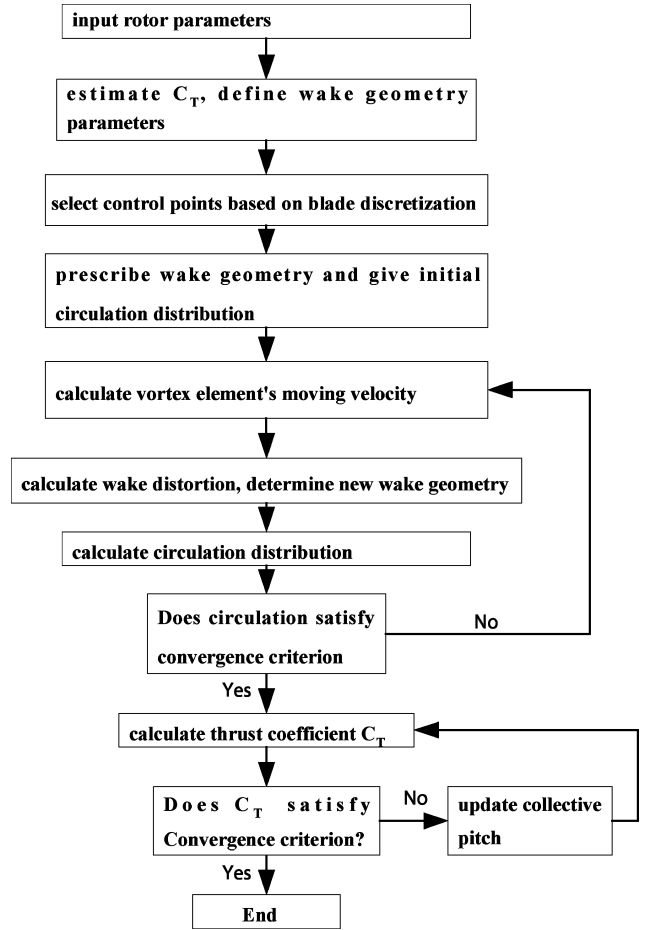 input rotor parameters
estimate C_T, define wake geometry
parameters
select control points based on blade discretization
prescribe wake geometry and give initial
circulation distribution
calculate vortex element's moving velocity
calculate wake distortion, determine new wake geometry
calculate circulation distribution
Does circulation satisfy
convergence criterion
No
Yes
calculate thrust coefficient C_T
Does C_T satisfy
Convergence criterion?
No
update collective
pitch
Yes
End